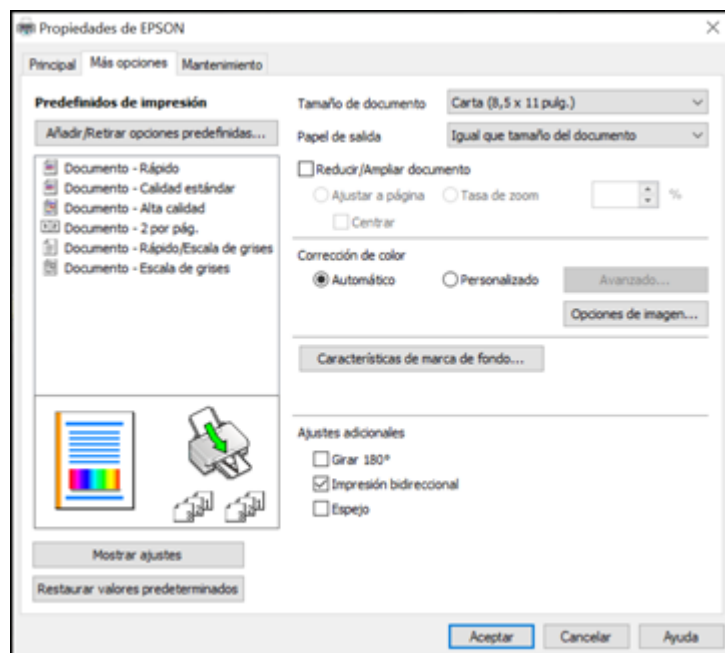 Propiedades de EPSON
Principal
Más opciones
Mantenimiento
Predefinidos de impresión
Añadir/Retirar opciones predefinidas...
Documento - Rápido
Documento - Calidad estándar
Documento - Alta calidad
Documento - 2 por pág.
Documento - Rápido/Escala de grises
Documento - Escala de grises
Mostrar ajustes
Restaurar valores predeterminados
Tamaño de documento
Carta (8,5 x 11 pulg.)
Papel de salida
Igual que tamaño del documento
Reducir/Ampliar documento
Ajustar a página
Tasa de zoom
%
Centrar
Corrección de color
Automático
Personalizado
Avanzado...
Opciones de imagen...
Características de marca de fondo...
Ajustes adicionales
Girar 180°
Impresión bidireccional
Espejo
Aceptar
Cancelar
Ayuda